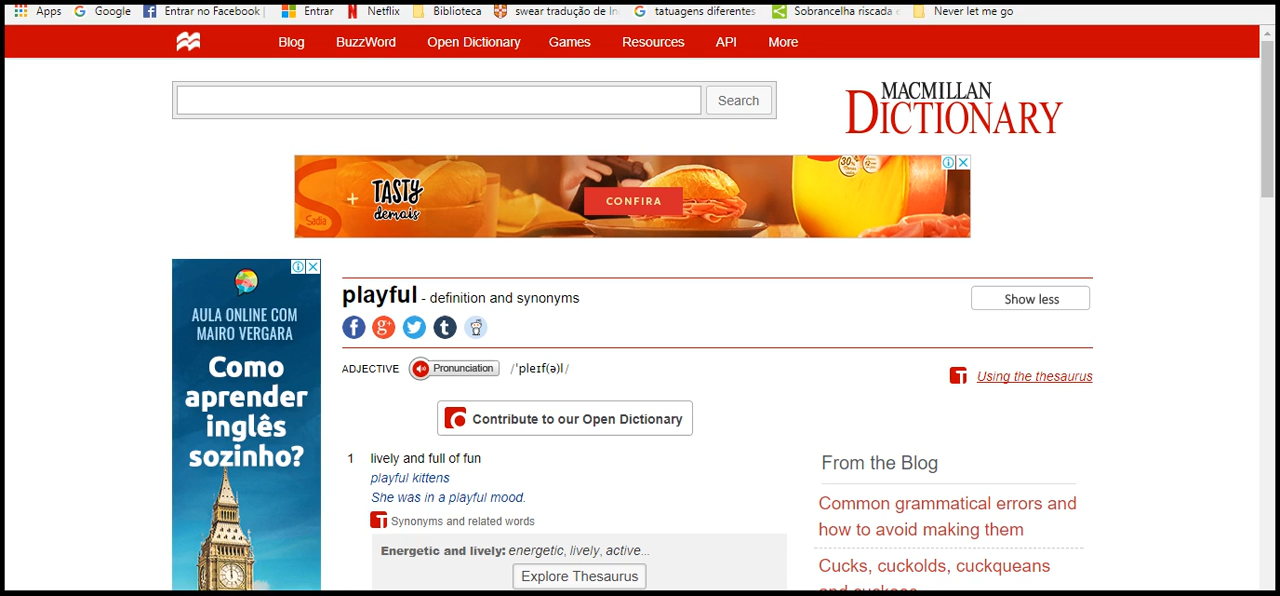 Apps Google Entrar no Facebook Entrar Netflix Biblioteca swear tradução de In tatuagens diferentes Sobrancelha riscada Never let me go
Blog BuzzWord Open Dictionary Games Resources API More
Search
MACMILLAN
DICTIONARY
Sadia
+
TASTY
demais
CONFIRA
30%
AULA ONLINE COM
MAIRO VERGARA
Como
aprender
inglês
sozinho?
playful - definition and synonyms
Show less
ADJECTIVE Pronunciation /ˈpleɪf(ə)l/
Using the thesaurus
Contribute to our Open Dictionary
1 lively and full of fun
playful kittens
She was in a playful mood.
Synonyms and related words
Energetic and lively: energetic, lively, active...
Explore Thesaurus
From the Blog
Common grammatical errors and
how to avoid making them
Cucks, cuckolds, cuckqueans